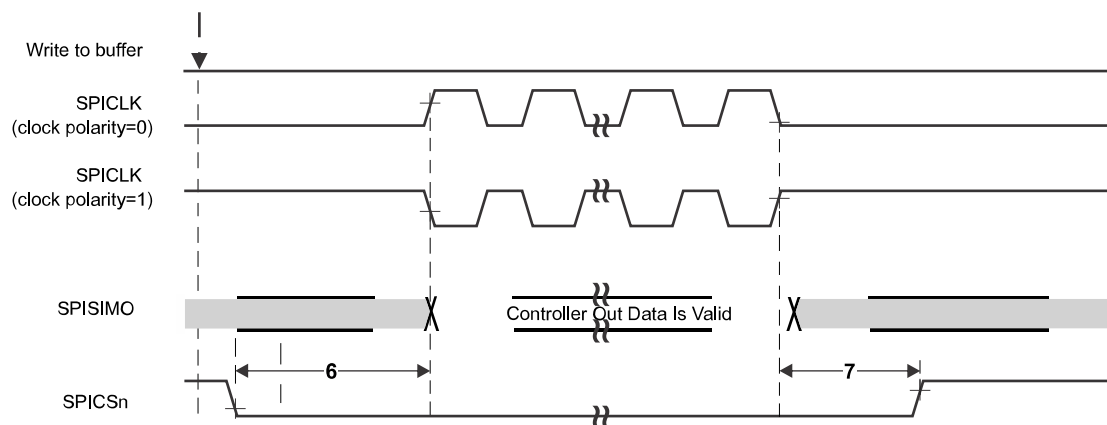 Write to buffer
SPICLK
(clock polarity=0)
SPICLK
(clock polarity=1)
SPISIMO
Controller Out Data Is Valid
6
7
SPICSn